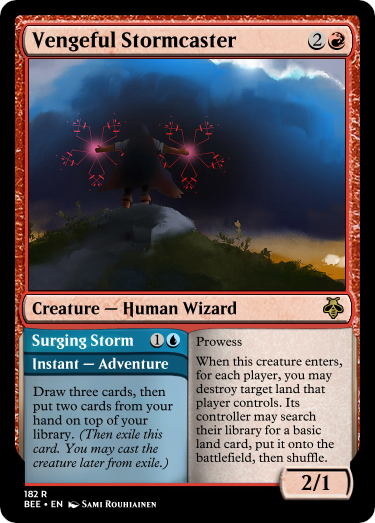 Vengeful Stormcaster 2
Creature — Human Wizard
Surging Storm 1
Instant — Adventure
Draw three cards, then
put two cards from your
hand on top of your
library. (Then exile this
card. You may cast the
creature later from exile.)
Prowess
When this creature enters,
for each player, you may
destroy target land that
player controls. Its
controller may search
their library for a basic
land card, put it onto the
battlefield, then shuffle.
2/1
182 R
BEE • EN Sami Rouhiainen